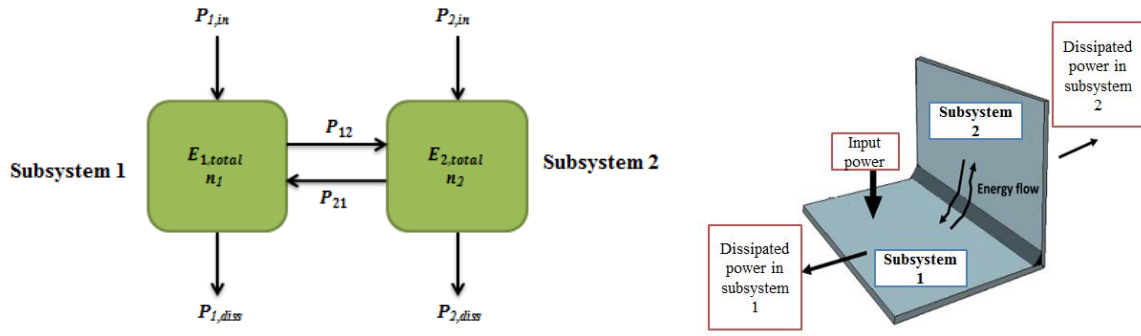 P1,in
P2,in
Subsystem 1
E1,total
n1
P12
P21
E2,total
n2
Subsystem 2
P1,diss
P2,diss
Dissipated
power in
subsystem
2
Subsystem
2
Input
power
Energy flow
Dissipated
power in
subsystem
1
Subsystem
1